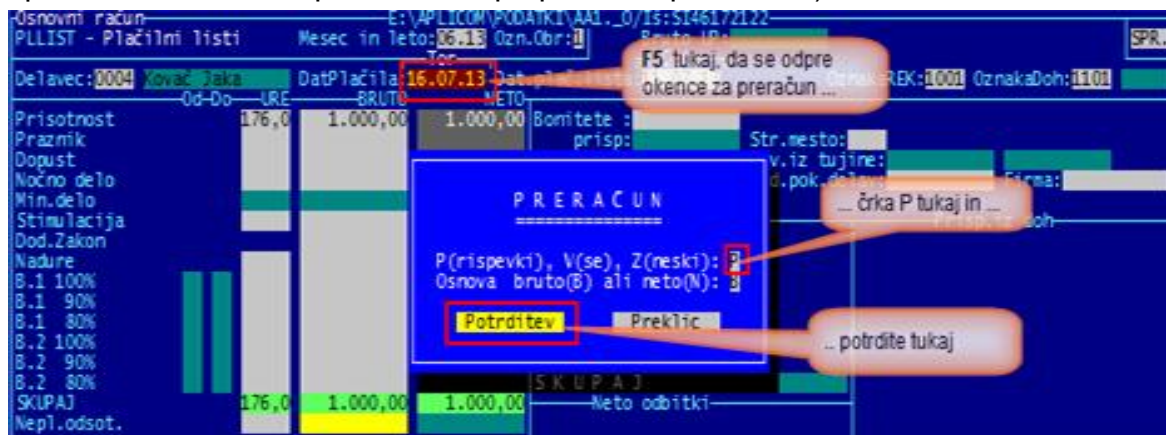 Osnovni račun E:\APLICOM\PODATKI\AA1._O/Is:SI46172122
PLLIST - Plačilni listi Mesec in leto:06.13 Ozn.Obr:1 SPR.
Delavec:0004 Kovač Jaka DatPlačila:16.07.13 REK:1001 OznakaDoh:1101
F5 tukaj, da se odpre
okence za preračun ...
Od-Do URE BRUTO NETO
Prisotnost 176,0 1.000,00 1.000,00 Bonitete :
Praznik prisp: Str.mesto:
Dopust v.iz tujine:
Nočno delo Firma:
Min.delo
Stimulacija
Dod.Zakon
Nadure
B.1 100%
B.1 90%
B.1 80%
B.2 100%
B.2 90%
B.2 80%
SKUPAJ
SKUPAJ 176,0 1.000,00 1.000,00 Neto odbitki
Nepl.odsot.
PRERAČUN
===============
P(rispevki), V(se), Z(neski): P
Osnova bruto(B) ali neto(N): B
Potrditev Preklic
... črka P tukaj in ...
.. potrdite tukaj